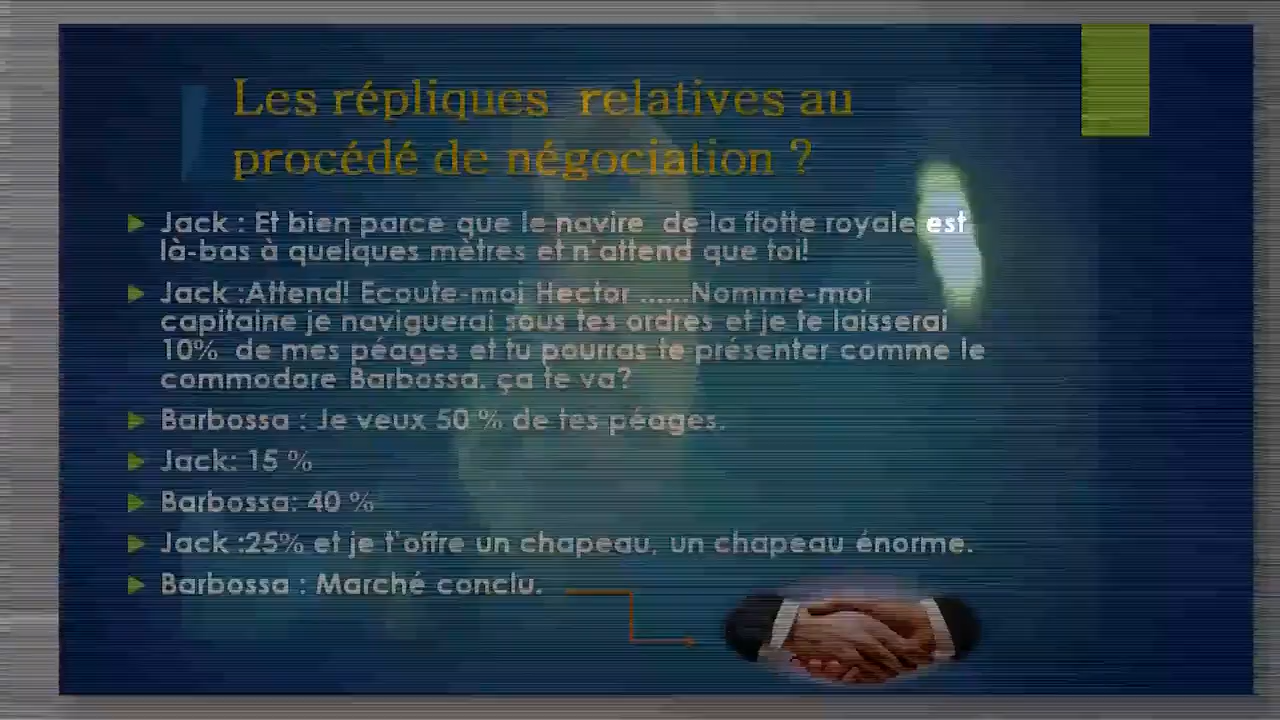 Les répliques relatives au
procédé de négociation ?
Jack : Et bien parce que le navire de la flotte royale est
là-bas à quelques mètres et n'attend que toi!
Jack :Attend! Ecoute-moi Hector ......Nomme-moi
capitaine je naviguerai sous tes ordres et je te laisserai
10% de mes péages et tu pourras te présenter comme le
commodore Barbossa. ça te va?
Barbossa : Je veux 50 % de tes péages.
Jack: 15 %
Barbossa: 40 %
Jack :25% et je t'offre un chapeau, un chapeau énorme.
Barbossa : Marché conclu.